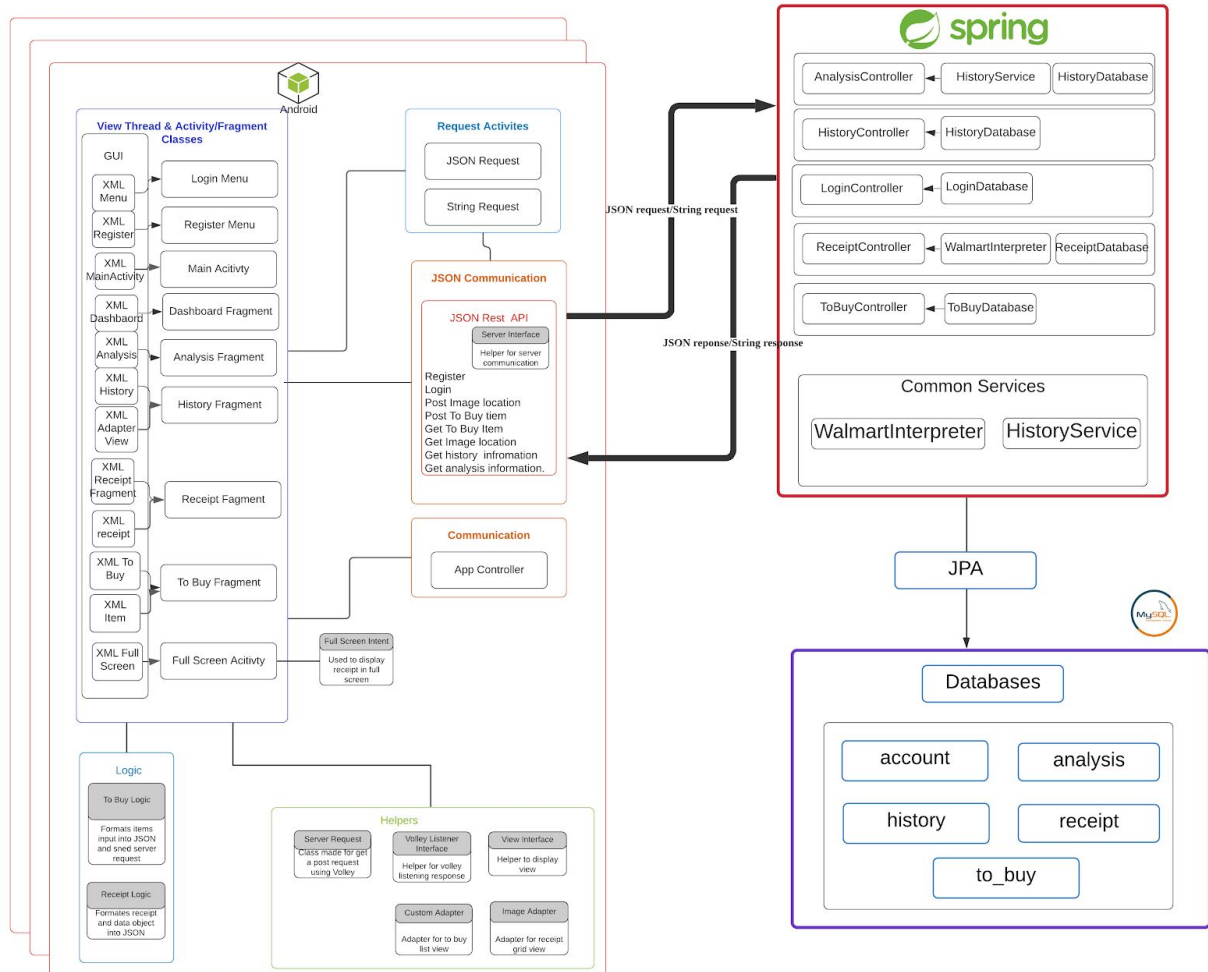 Android
View Thread & Activity/Fragment
Classes
GUI
XML
Menu
Login Menu
XML
Register
Register Menu
XML
MainActivity
Main Acitivty
XML
Dashbaord
Dashboard Fragment
XML
Analysis
Analysis Fragment
XML
History
History Fragment
XML
Adapter
View
XML
Receipt
Fragment
Receipt Fagment
XML
receipt
XML To
Buy
To Buy Fragment
XML
Item
XML Full
Screen
Full Screen Acitivty
Full Screen Intent
Used to display
receipt in full
screen
Request Activites
JSON Request
String Request
JSON Communication
JSON Rest API
Server Interface
Helper for server
communication
Register
Login
Post Image location
Post To Buy tiem
Get To Buy Item
Get Image location
Get history infromation
Get analysis information.
Communication
App Controller
Logic
To Buy Logic
Formats items
input into JSON
and sned server
request
Receipt Logic
Formates receipt
and data object
into JSON
Helpers
Server Request
Class made for get
a post request
using Volley
Volley Listener
Interface
Helper for volley
listening response
View Interface
Helper to display
view
Custom Adapter
Adapter for to buy
list view
Image Adapter
Adapter for receipt
grid view
JSON request/String request
JSON reponse/String response
spring
AnalysisController
HistoryService
HistoryDatabase
HistoryController
HistoryDatabase
LoginController
LoginDatabase
ReceiptController
WalmartInterpreter
ReceiptDatabase
ToBuyController
ToBuyDatabase
Common Services
WalmartInterpreter
HistoryService
JPA
MySQL
Databases
account
analysis
history
receipt
to_buy